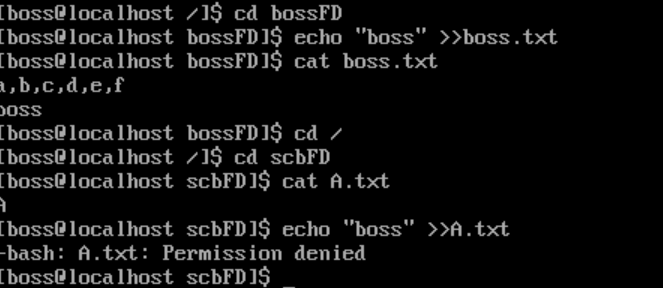 [boss@localhost /]$ cd bossFD
[boss@localhost bossFD]$ echo "boss" >>boss.txt
[boss@localhost bossFD]$ cat boss.txt
a,b,c,d,e,f
boss
[boss@localhost bossFD]$ cd /
[boss@localhost /]$ cd scbFD
[boss@localhost scbFD]$ cat A.txt
A
[boss@localhost scbFD]$ echo "boss" >>A.txt
-bash: A.txt: Permission denied
[boss@localhost scbFD]$ _